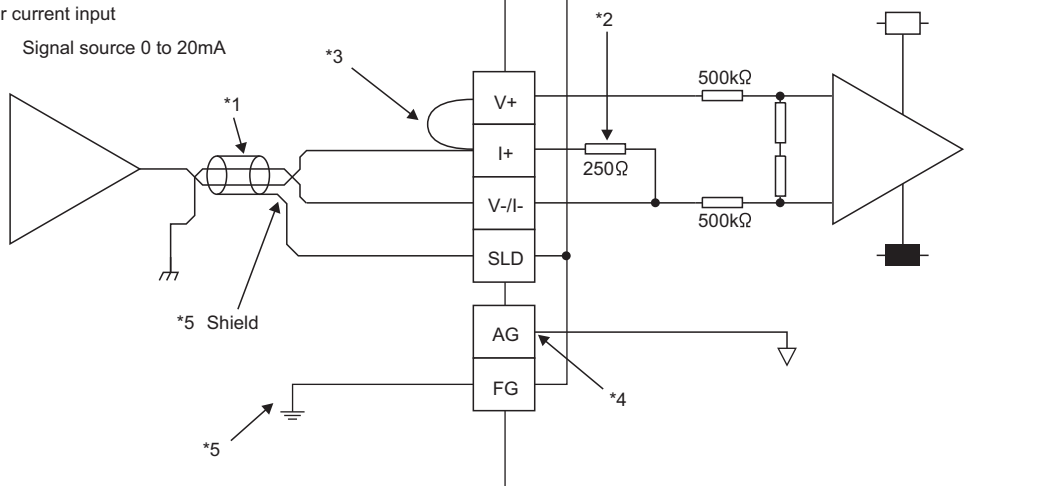 r current input
Signal source 0 to 20mA
*2
*3
500kΩ
*1
V+
I+
250Ω
V-/I-
500kΩ
SLD
*5 Shield
AG
FG
*4
*5